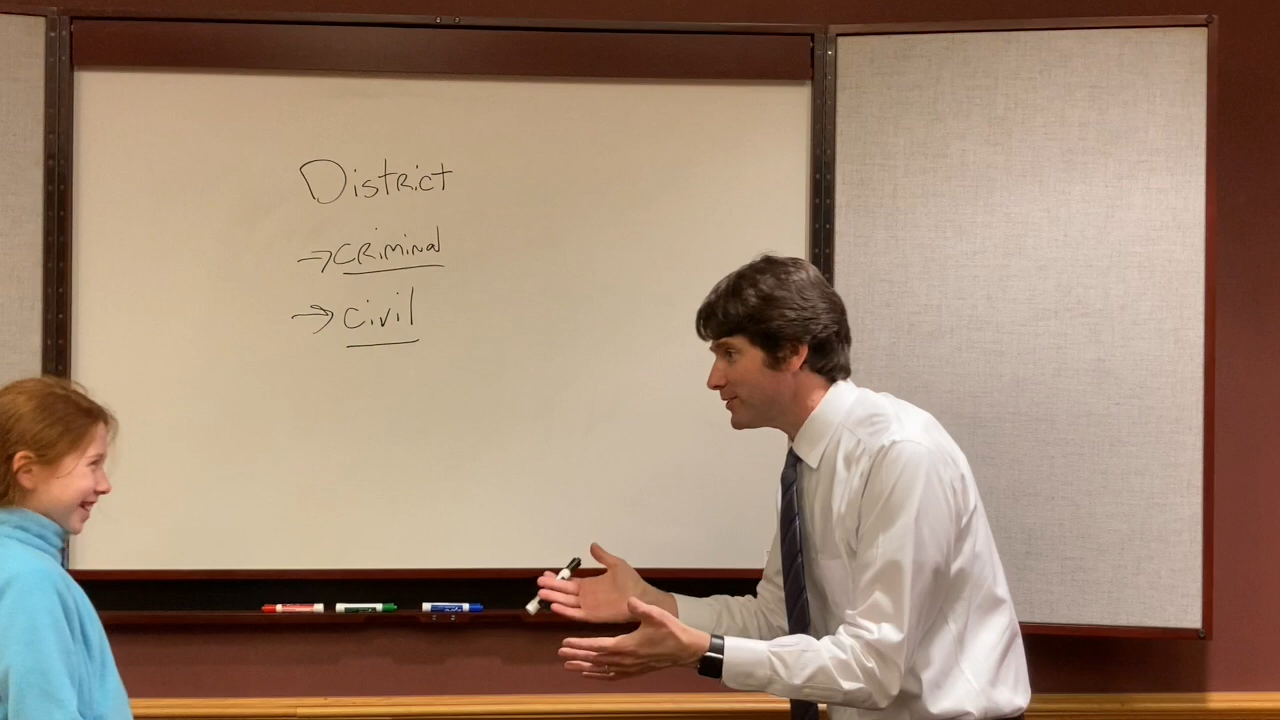 District
→ criminal
→ civil